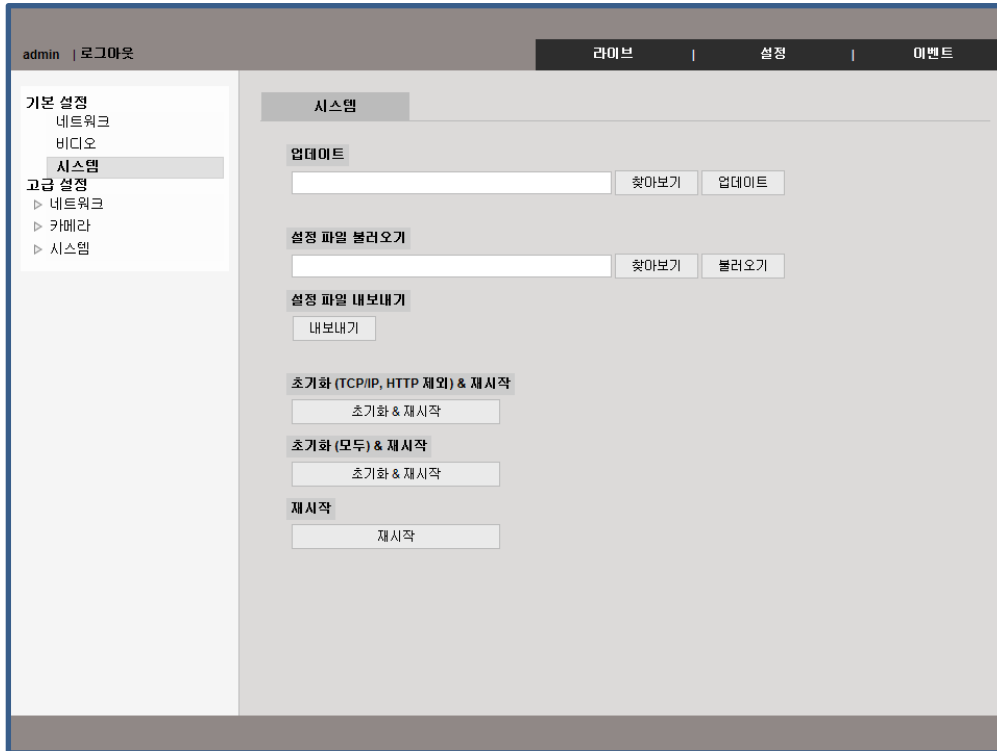 admin | 로그아웃
라이브 | 설정 | 이벤트
기본 설정
네트워크
비디오
시스템
고급 설정
▷ 네트워크
▷ 카메라
▷ 시스템
시스템
업데이트
찾아보기 업데이트
설정 파일 불러오기
찾아보기 불러오기
설정 파일 내보내기
내보내기
초기화 (TCP/IP, HTTP 제외) & 재시작
초기화 & 재시작
초기화 (모두) & 재시작
초기화 & 재시작
재시작
재시작